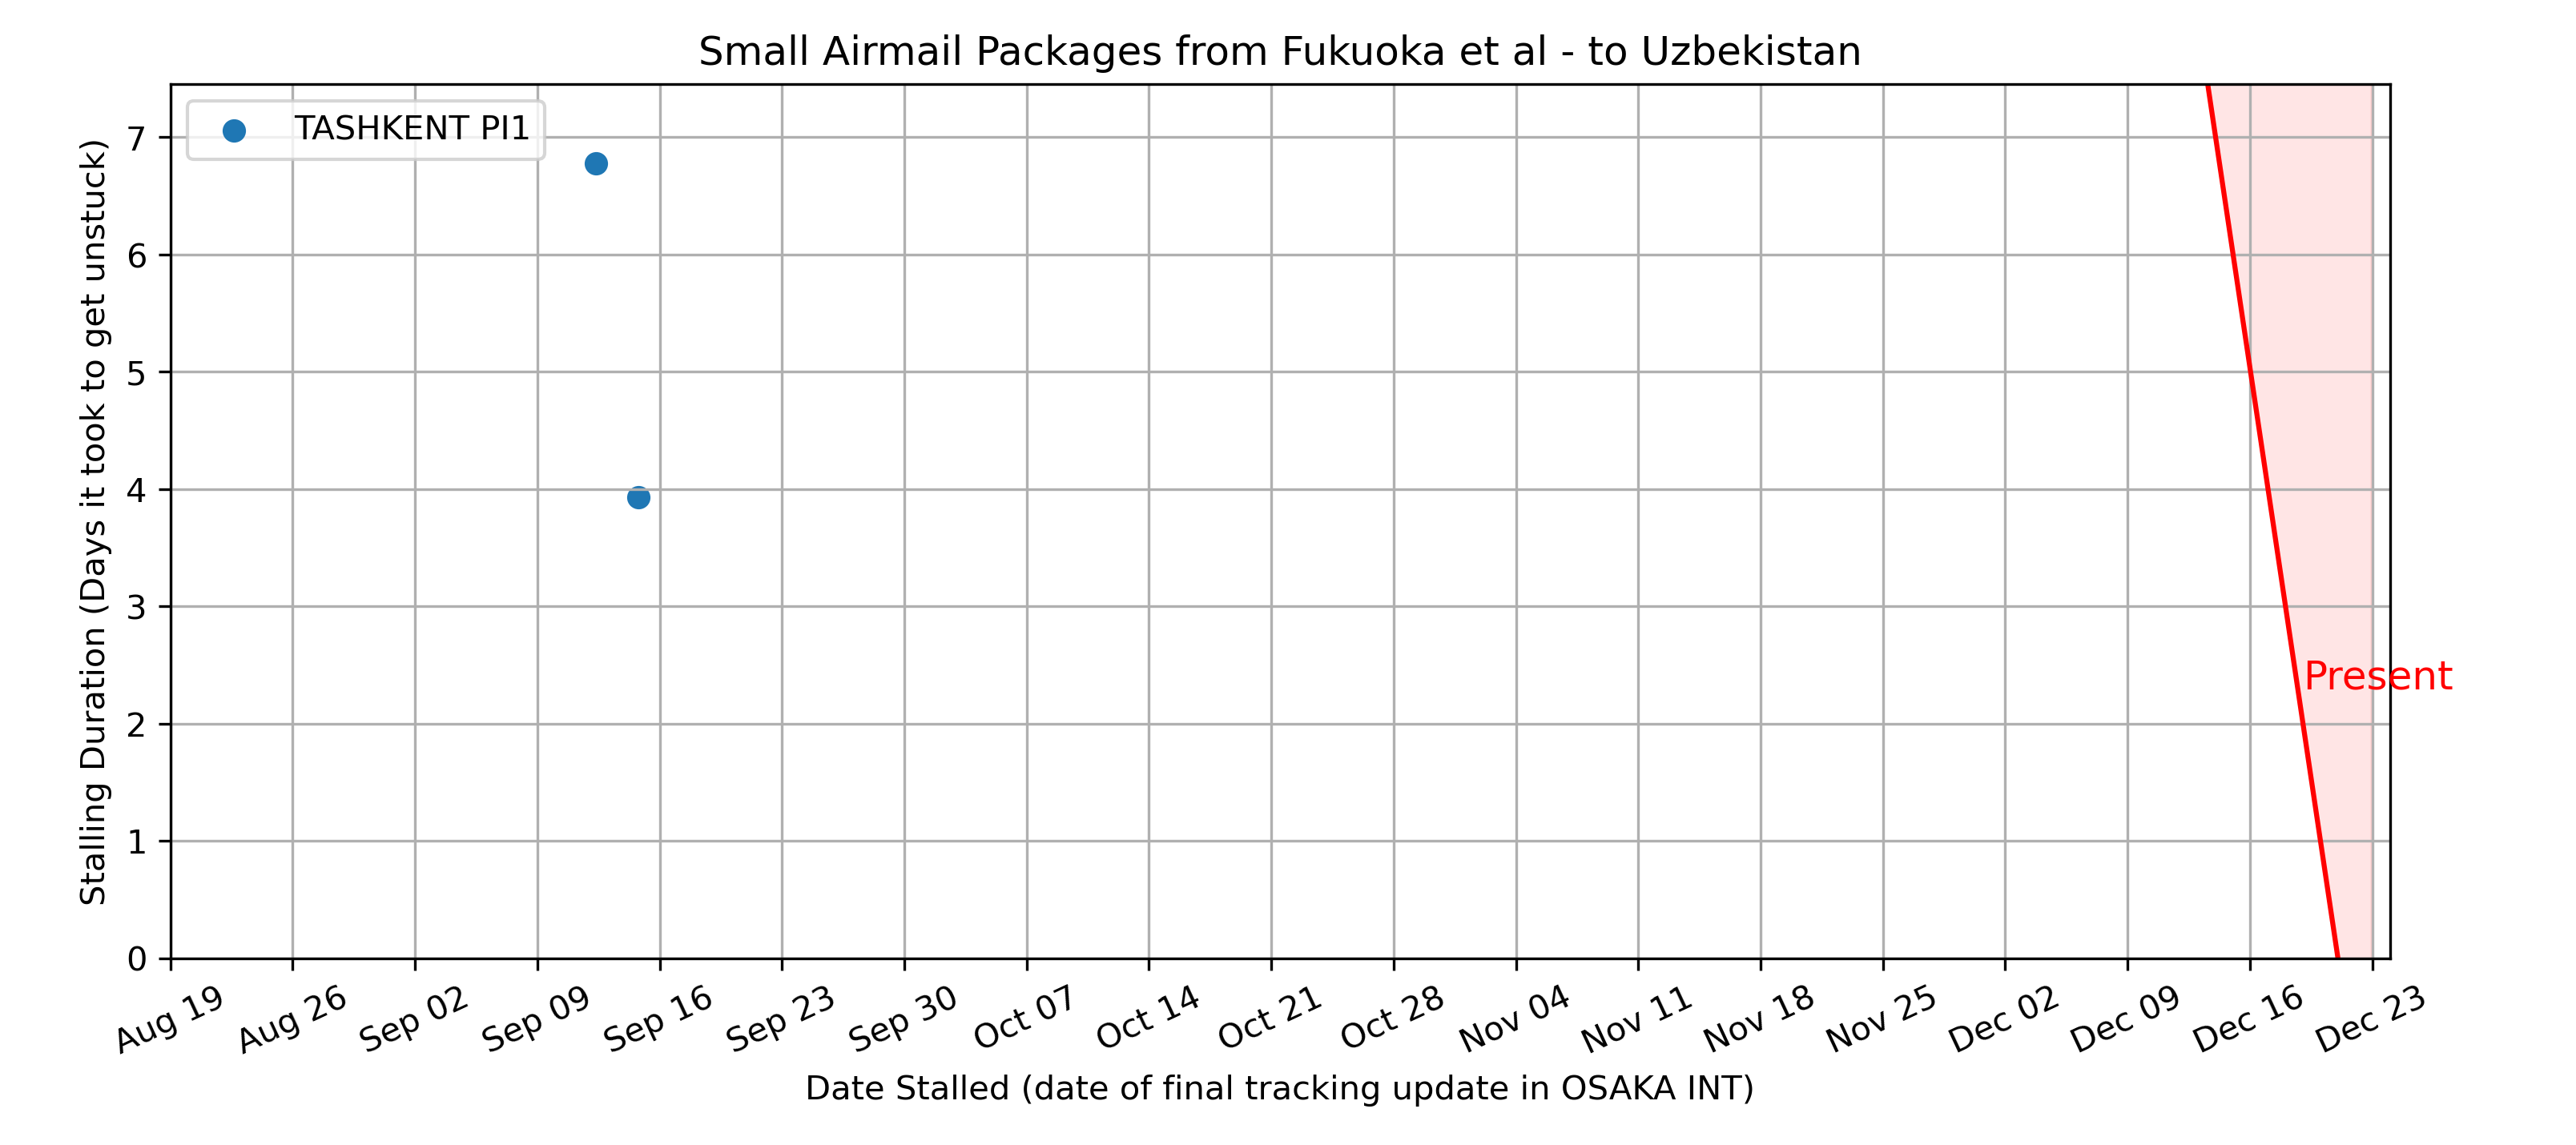 Small Airmail Packages from Fukuoka et al - to Uzbekistan
TASHKENT PI1
Stalling Duration (Days it took to get unstuck)
7
6
5
4
3
2
1
0
Present
Aug 19
Aug 26
Sep 02
Sep 09
Sep 16
Sep 23
Sep 30
Oct 07
Oct 14
Oct 21
Oct 28
Nov 04
Nov 11
Nov 18
Nov 25
Dec 02
Dec 09
Dec 16
Dec 23
Date Stalled (date of final tracking update in OSAKA INT)